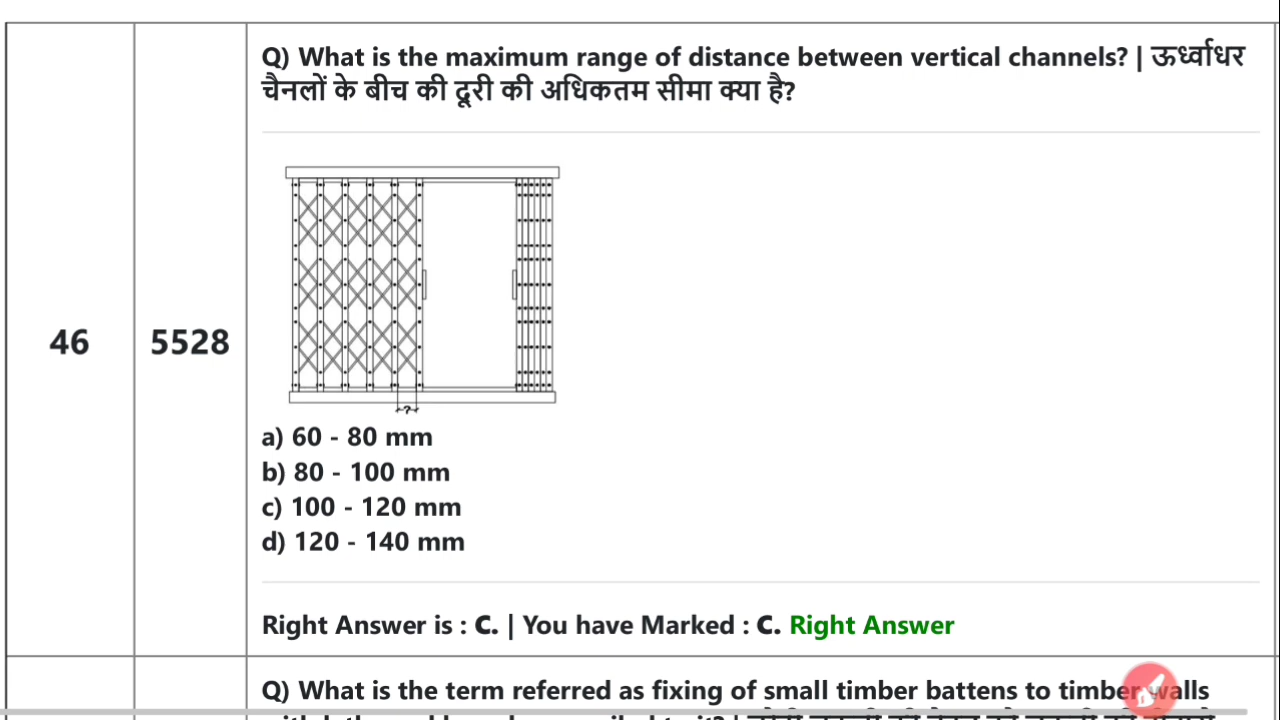 Q) What is the maximum range of distance between vertical channels? | ऊर्ध्वाधर
चैनलों के बीच की दूरी की अधिकतम सीमा क्या है?
?
46
5528
a) 60 - 80 mm
b) 80 - 100 mm
c) 100 - 120 mm
d) 120 - 140 mm
Right Answer is : C. | You have Marked : C. Right Answer
Q) What is the term referred as fixing of small timber battens to timber walls